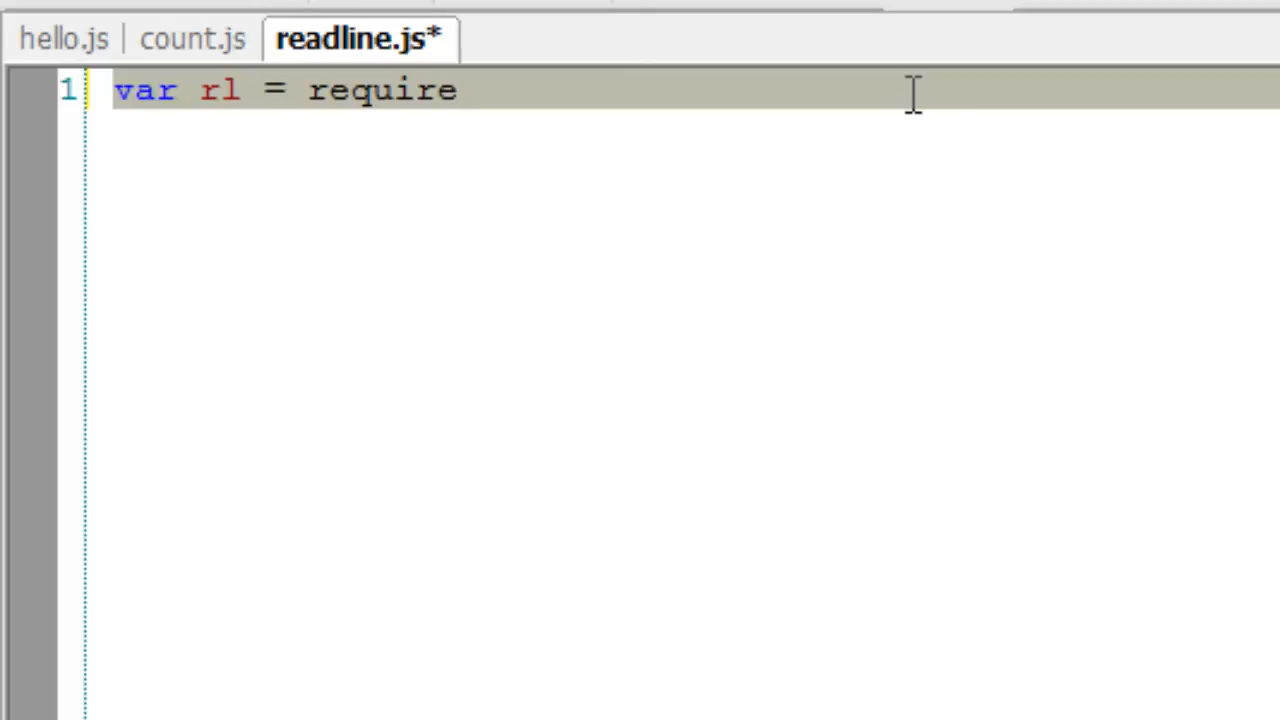 hello.js | count.js | readline.js*
1 var rl = require